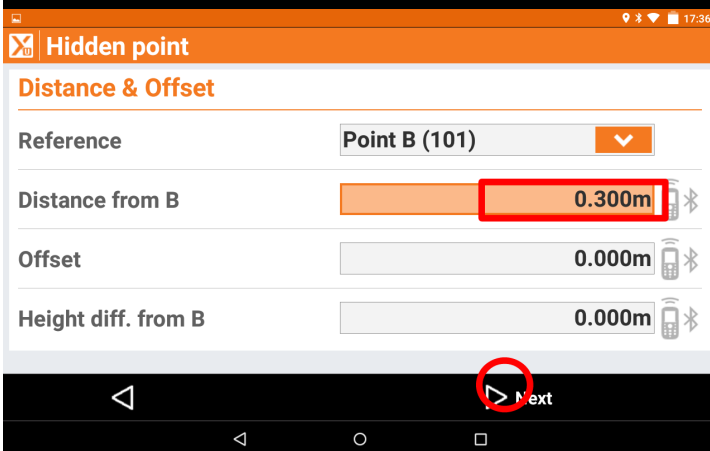 17:36
Hidden point
Distance & Offset
Reference Point B (101)
Distance from B 0.300m
Offset 0.000m
Height diff. from B 0.000m
Next